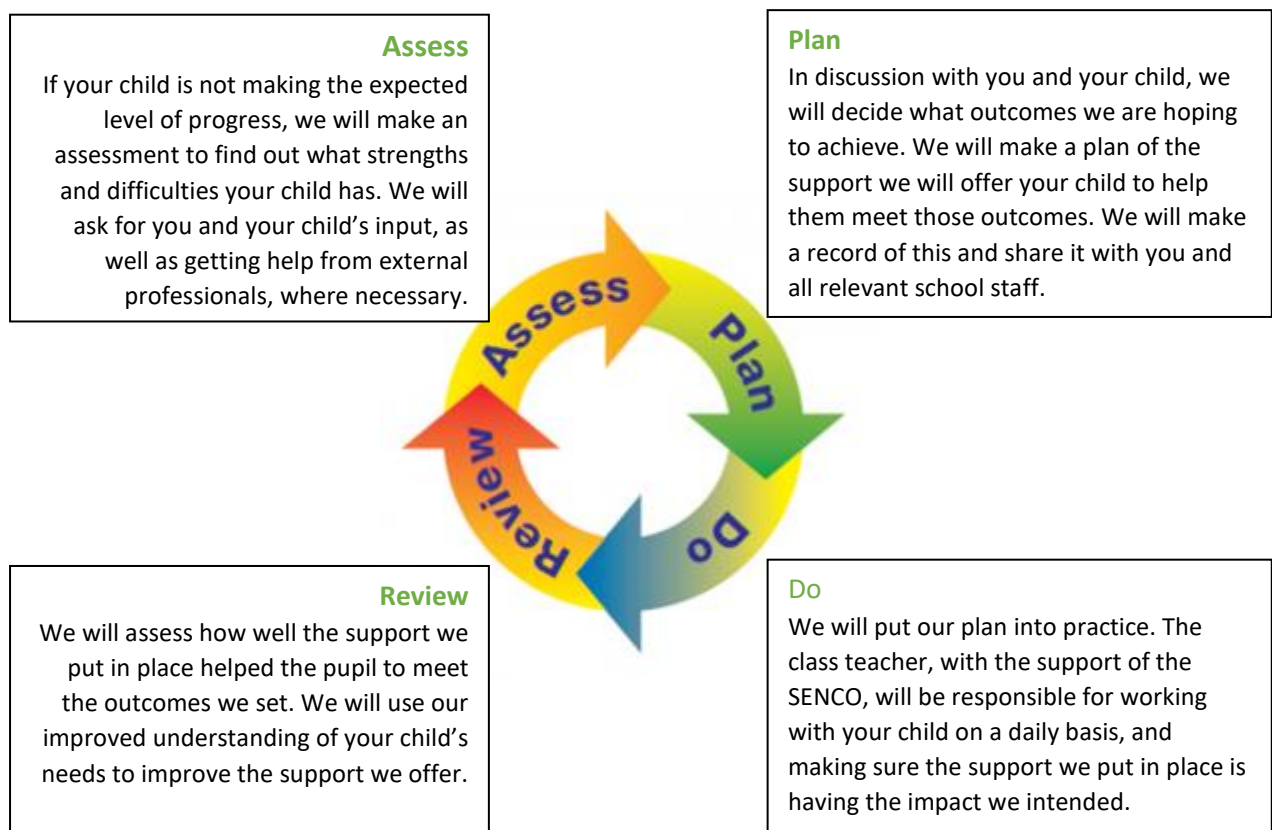 Assess
If your child is not making the expected
level of progress, we will make an
assessment to find out what strengths
and difficulties your child has. We will
ask for you and your child’s input, as
well as getting help from external
professionals, where necessary.
Plan
In discussion with you and your child, we
will decide what outcomes we are hoping
to achieve. We will make a plan of the
support we will offer your child to help
them meet those outcomes. We will make
a record of this and share it with you and
all relevant school staff.
Assess
Plan
Do
Review
Review
We will assess how well the support we
put in place helped the pupil to meet
the outcomes we set. We will use our
improved understanding of your child’s
needs to improve the support we offer.
Do
We will put our plan into practice. The
class teacher, with the support of the
SENCO, will be responsible for working
with your child on a daily basis, and
making sure the support we put in place is
having the impact we intended.